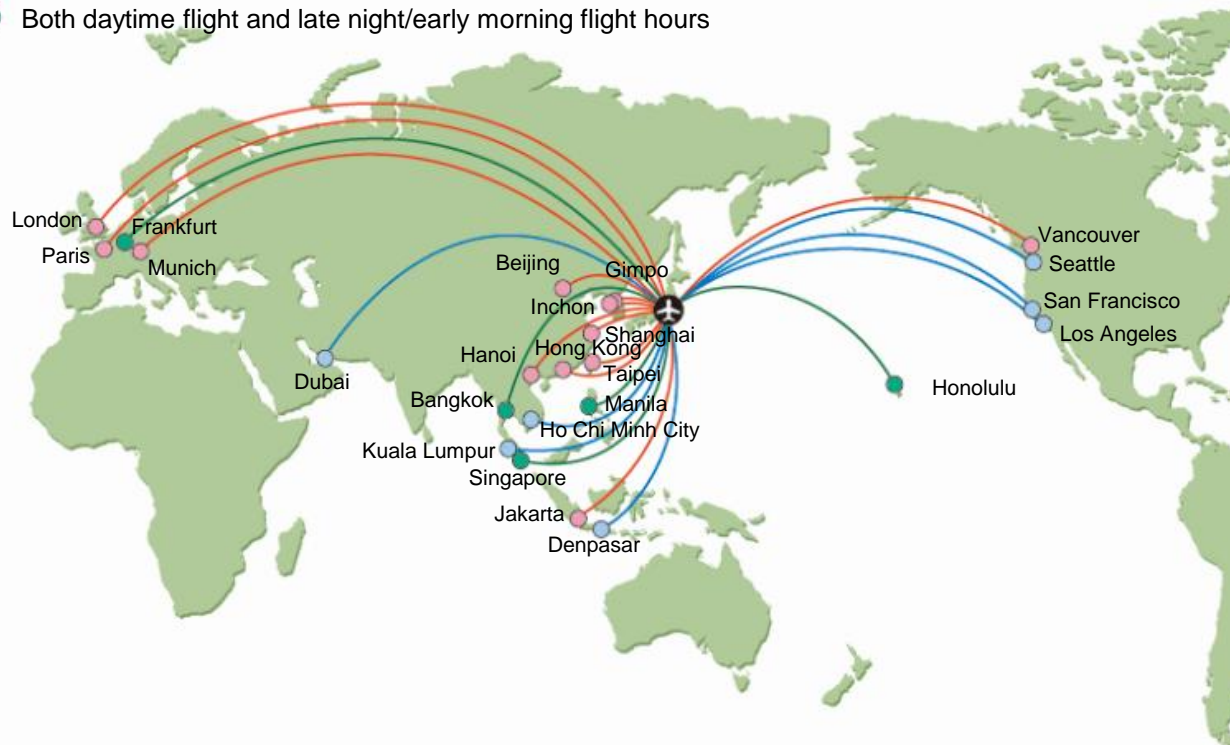 Both daytime flight and late night/early morning flight hours
London
Frankfurt
Paris
Munich
Beijing
Gimpo
Inchon
Shanghai
Hong Kong
Hanoi
Taipei
Dubai
Bangkok
Manila
Ho Chi Minh City
Kuala Lumpur
Singapore
Jakarta
Denpasar
Vancouver
Seattle
San Francisco
Los Angeles
Honolulu